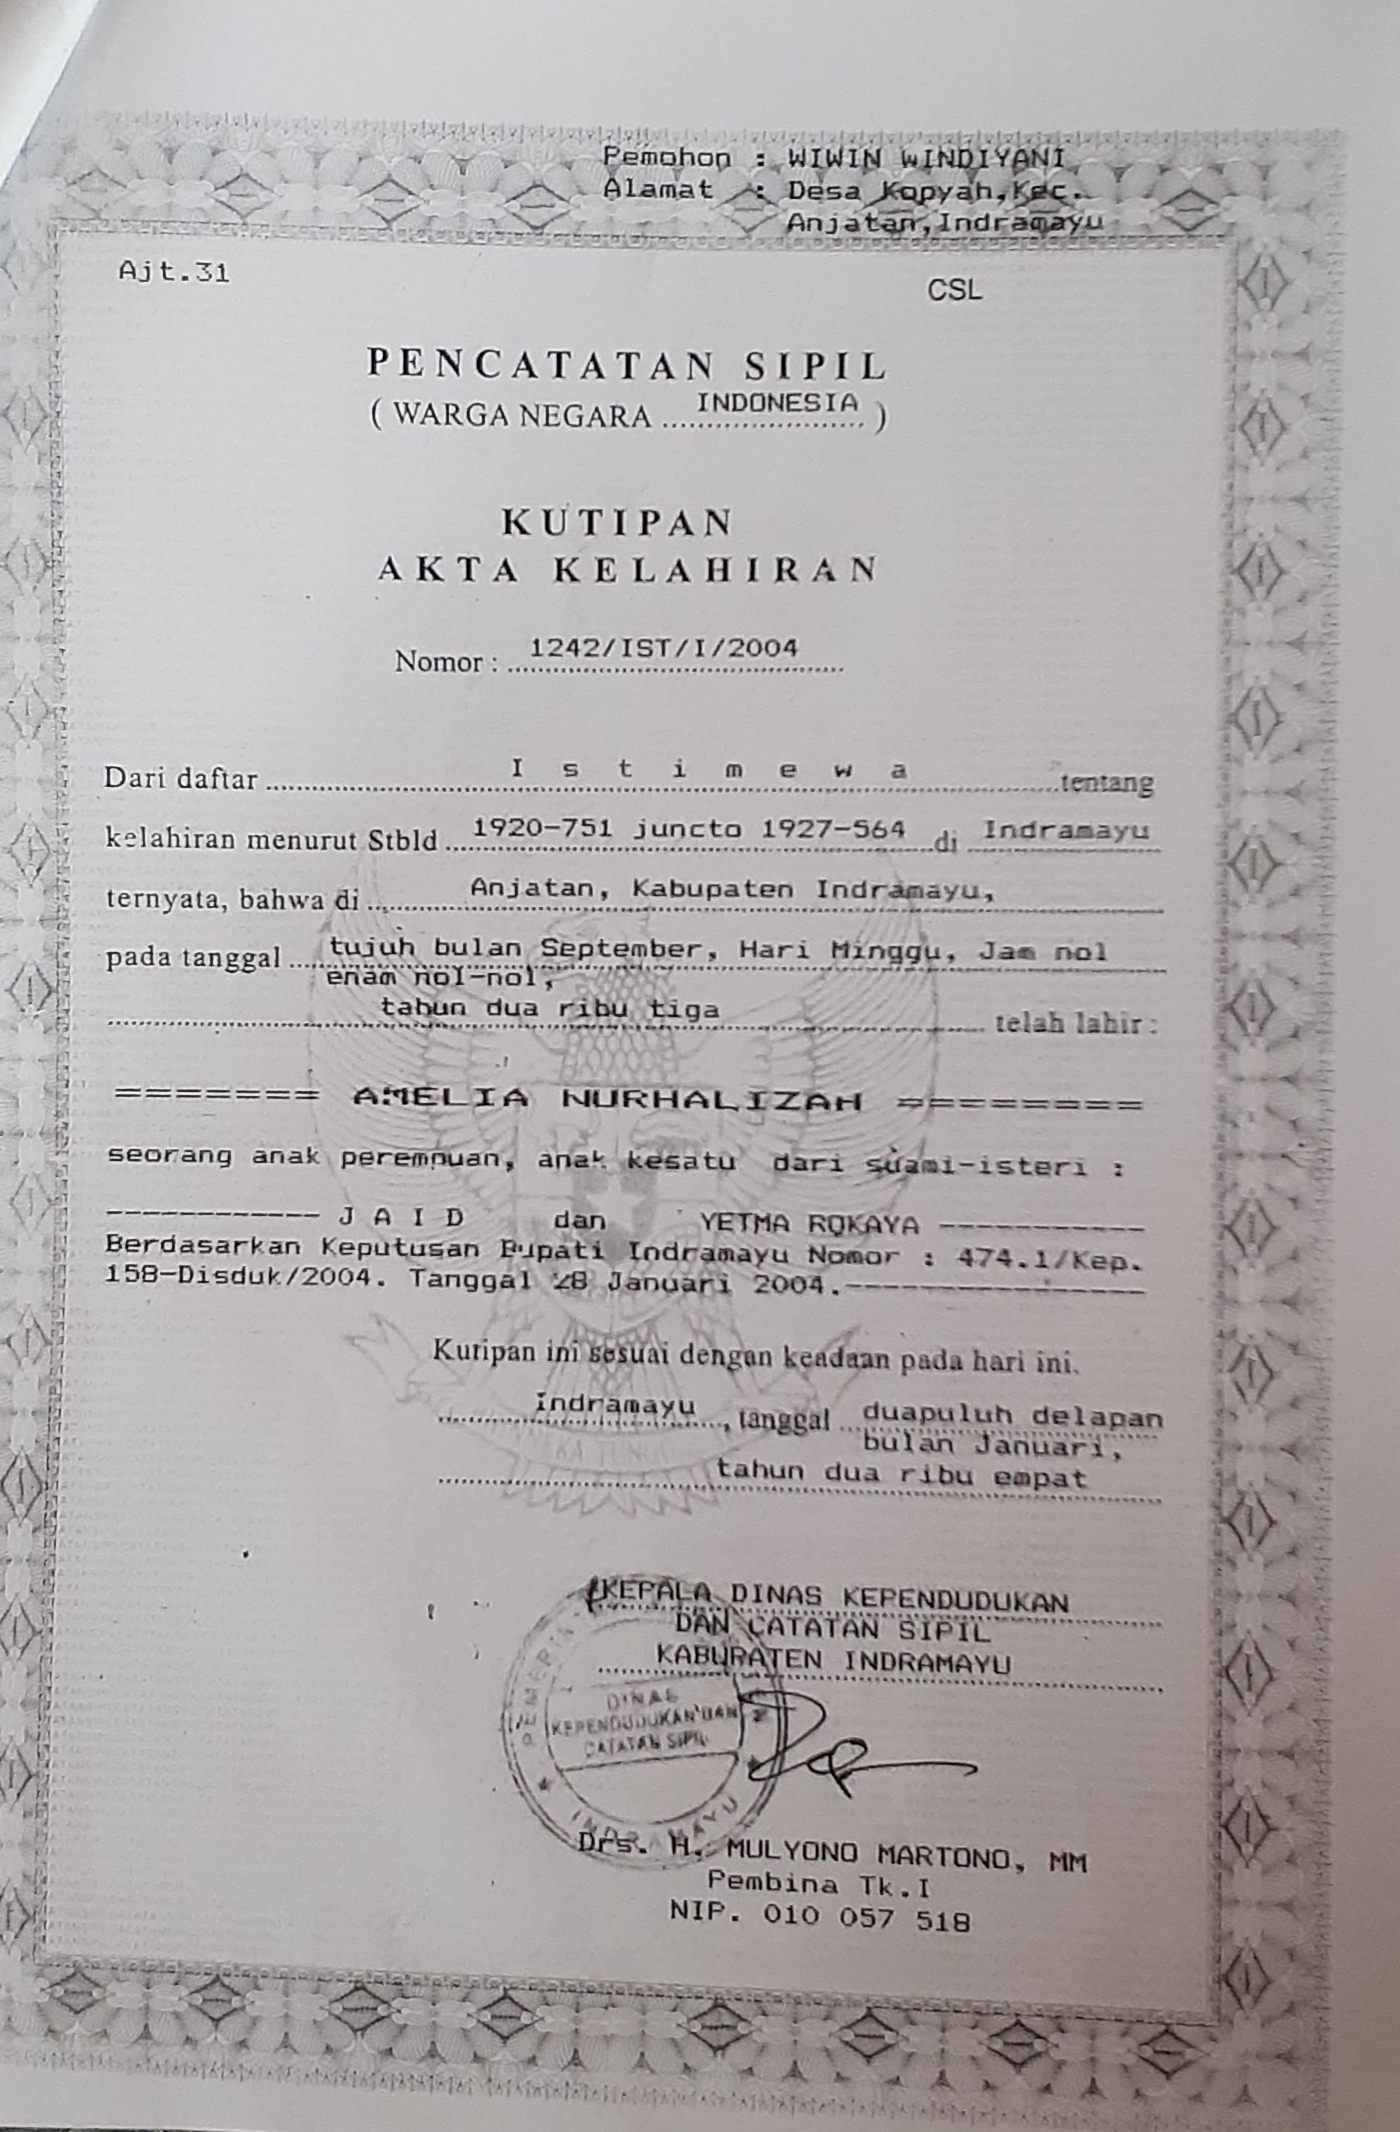 Pemohon : WIWIN WINDIYANI
Alamat : Desa Kopyah,Kec.
Anjatan,Indramayu
Ajt.31
CSL
PENCATATAN SIPIL
( WARGA NEGARA INDONESIA )
KUTIPAN
AKTA KELAHIRAN
Nomor : 1242/IST/I/2004
Dari daftar I s t i m e w a tentang
kelahiran menurut Stbld 1920-751 juncto 1927-564 di Indramayu
ternyata, bahwa di Anjatan, Kabupaten Indramayu,
pada tanggal tujuh bulan September, Hari Minggu, Jam nol
enam nol-nol,
tahun dua ribu tiga telah lahir :
======= AMELIA NURHALIZAH ========
seorang anak perempuan, anak kesatu dari suami-isteri :
------------ J A I D dan YETMA ROKAYA -----------
Berdasarkan Keputusan Bupati Indramayu Nomor : 474.1/Kep.
158-Disduk/2004. Tanggal 28 Januari 2004.----------------
Kutipan ini sesuai dengan keadaan pada hari ini.
Indramayu , tanggal duapuluh delapan
bulan Januari,
tahun dua ribu empat
KEPALA DINAS KEPENDUDUKAN
DAN CATATAN SIPIL
KABUPATEN INDRAMAYU
DINAS
KEPENDUDUKAN DAN
CATATAN SIPIL
INDRAMAYU
Drs. H. MULYONO MARTONO, MM
Pembina Tk.I
NIP. 010 057 518